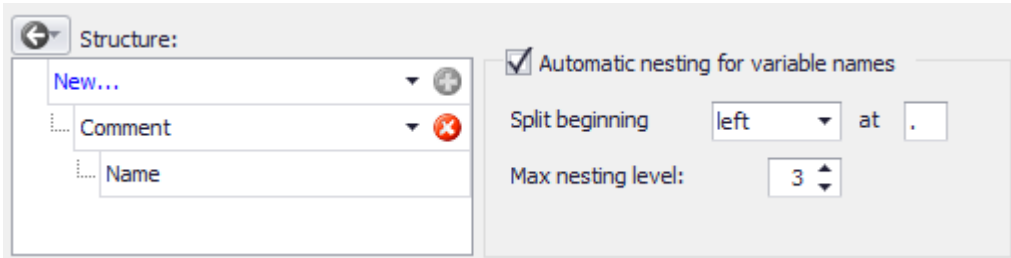 Structure:
New...
Comment
Name
Automatic nesting for variable names
Split beginning left at .
Max nesting level: 3